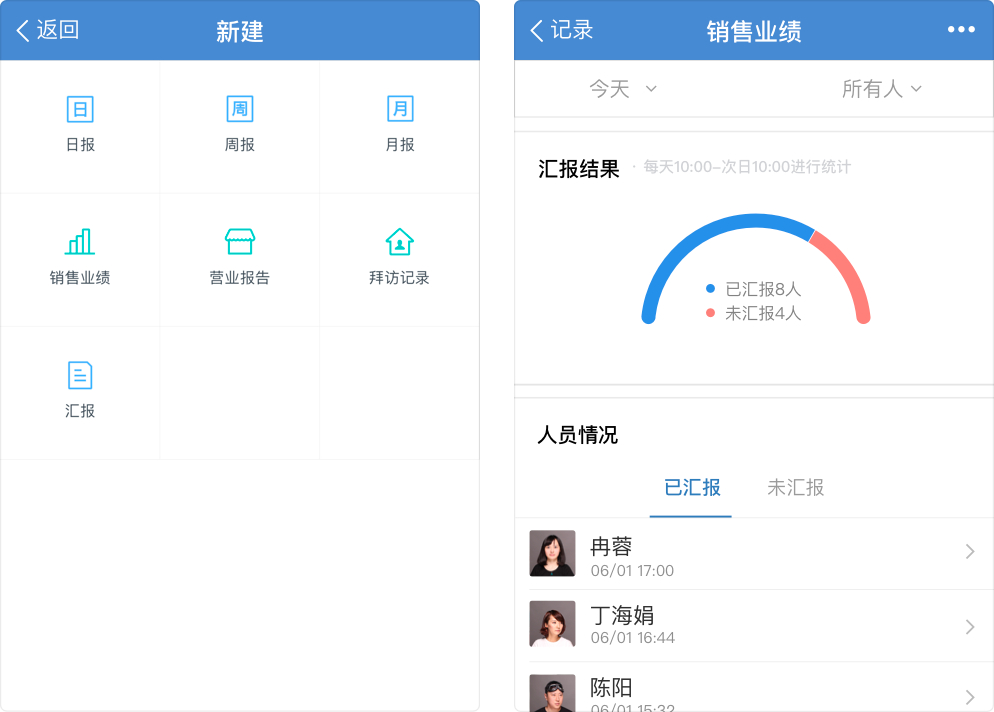 返回
新建
日
周
月
日报
周报
月报
销售业绩
营业报告
拜访记录
汇报
记录
销售业绩
今天
所有人
汇报结果 · 每天10:00-次日10:00进行统计
已汇报8人
未汇报4人
人员情况
已汇报
未汇报
冉蓉
06/01 17:00
丁海娟
06/01 16:44
陈阳
06/01 15:32